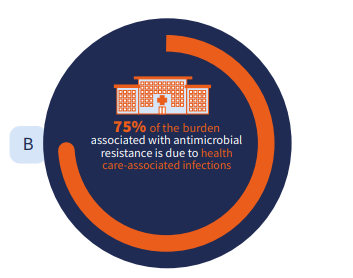 75% of the burden
associated with antimicrobial
resistance is due to health
care-associated infections
B